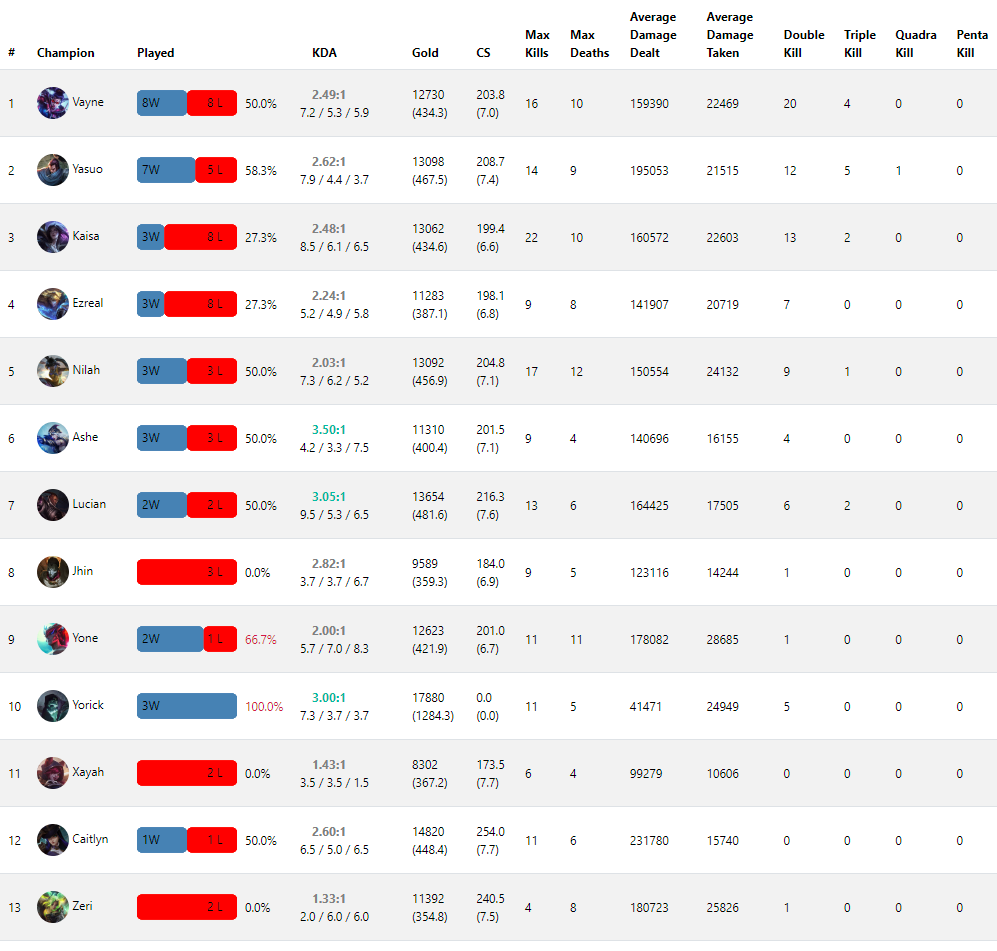 # Champion Played KDA Gold CS Max Kills Max Deaths Average Damage Dealt Average Damage Taken Double Kill Triple Kill Quadra Kill Penta Kill
1 Vayne 8W 8 L 50.0% 2.49:1 7.2 / 5.3 / 5.9 12730 (434.3) 203.8 (7.0) 16 10 159390 22469 20 4 0 0
2 Yasuo 7W 5 L 58.3% 2.62:1 7.9 / 4.4 / 3.7 13098 (467.5) 208.7 (7.4) 14 9 195053 21515 12 5 1 0
3 Kaisa 3W 8 L 27.3% 2.48:1 8.5 / 6.1 / 6.5 13062 (434.6) 199.4 (6.6) 22 10 160572 22603 13 2 0 0
4 Ezreal 3W 8 L 27.3% 2.24:1 5.2 / 4.9 / 5.8 11283 (387.1) 198.1 (6.8) 9 8 141907 20719 7 0 0 0
5 Nilah 3W 3 L 50.0% 2.03:1 7.3 / 6.2 / 5.2 13092 (456.9) 204.8 (7.1) 17 12 150554 24132 9 1 0 0
6 Ashe 3W 3 L 50.0% 3.50:1 4.2 / 3.3 / 7.5 11310 (400.4) 201.5 (7.1) 9 4 140696 16155 4 0 0 0
7 Lucian 2W 2 L 50.0% 3.05:1 9.5 / 5.3 / 6.5 13654 (481.6) 216.3 (7.6) 13 6 164425 17505 6 2 0 0
8 Jhin 3 L 0.0% 2.82:1 3.7 / 3.7 / 6.7 9589 (359.3) 184.0 (6.9) 9 5 123116 14244 1 0 0 0
9 Yone 2W 1 L 66.7% 2.00:1 5.7 / 7.0 / 8.3 12623 (421.9) 201.0 (6.7) 11 11 178082 28685 1 0 0 0
10 Yorick 3W 100.0% 3.00:1 7.3 / 3.7 / 3.7 17880 (1284.3) 0.0 (0.0) 11 5 41471 24949 5 0 0 0
11 Xayah 2 L 0.0% 1.43:1 3.5 / 3.5 / 1.5 8302 (367.2) 173.5 (7.7) 6 4 99279 10606 0 0 0 0
12 Caitlyn 1W 1 L 50.0% 2.60:1 6.5 / 5.0 / 6.5 14820 (448.4) 254.0 (7.7) 11 6 231780 15740 0 0 0 0
13 Zeri 2 L 0.0% 1.33:1 2.0 / 6.0 / 6.0 11392 (354.8) 240.5 (7.5) 4 8 180723 25826 1 0 0 0